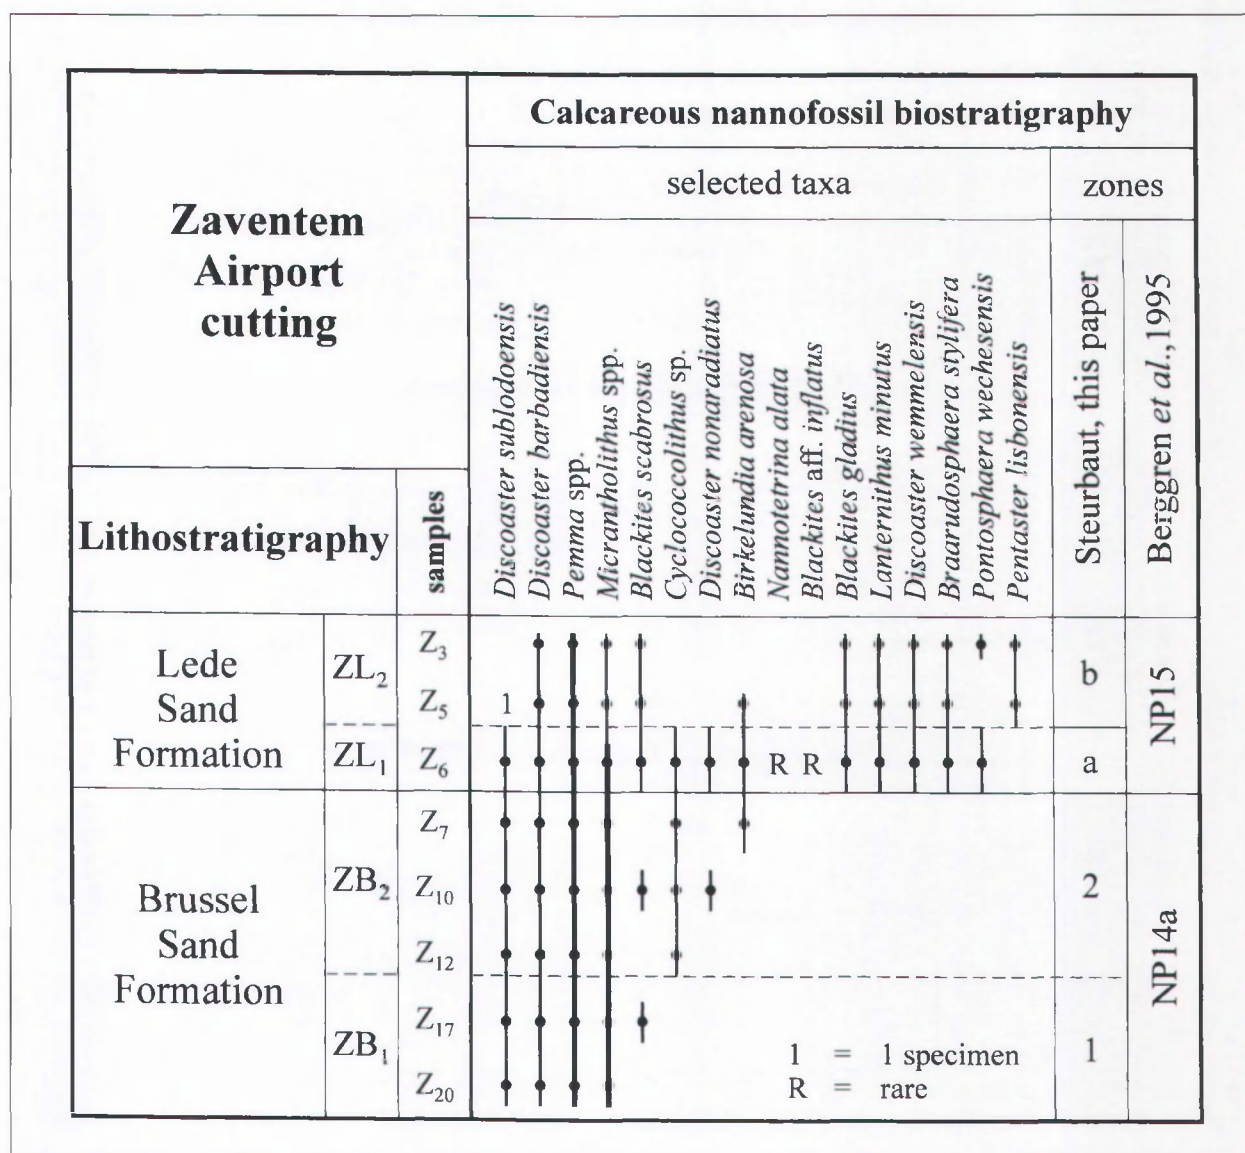 Zaventem
Airport
cutting
Calcareous nannofossil biostratigraphy
selected taxa
zones
Lithostratigraphy
samples
Discoaster sublodoensis
Discoaster barbadiensis
Pemma spp.
Micrantholithus spp.
Blackites scabrosus
Cyclococcolithus sp.
Discoaster nonaradiatus
Birkelundia arenosa
Nannotetrina alata
Blackites aff. inflatus
Blackites gladius
Lanternithus minutus
Discoaster wemmelensis
Braarudosphaera stylifera
Pontosphaera wechesensis
Pentaster lisbonensis
Steurbaut, this paper
Berggren et al.,1995
Lede
Sand
Formation
ZL2
ZL1
Z3
Z5
1
Z6
R R
b
a
NP15
Brussel
Sand
Formation
ZB2
ZB1
Z7
Z10
Z12
Z17
Z20
2
1
NP14a
1 = 1 specimen
R = rare